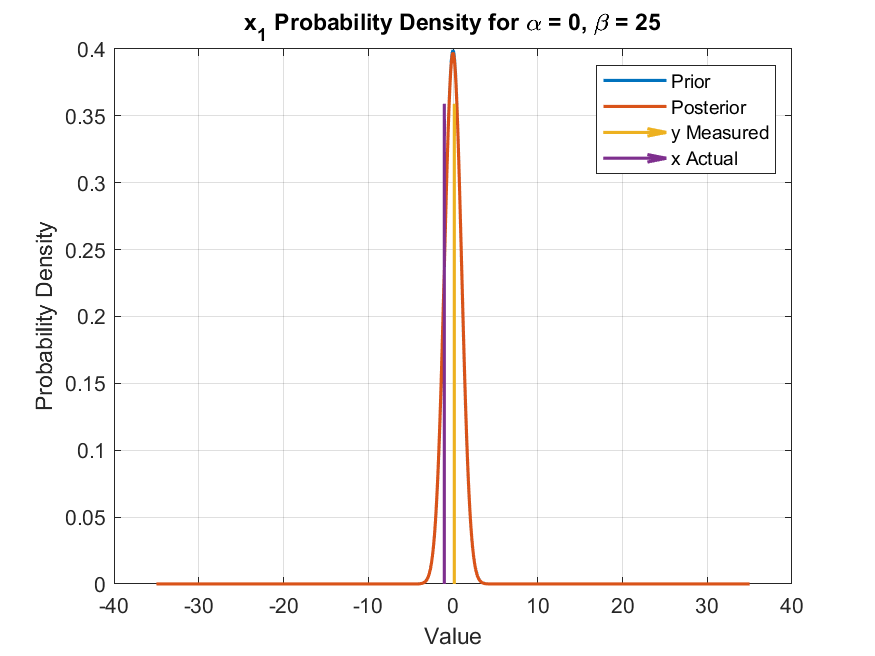 x1 Probability Density for α = 0, β = 25
Prior
Posterior
y Measured
x Actual
Probability Density
0.4
0.35
0.3
0.25
0.2
0.15
0.1
0.05
0
-40 -30 -20 -10 0 10 20 30 40
Value